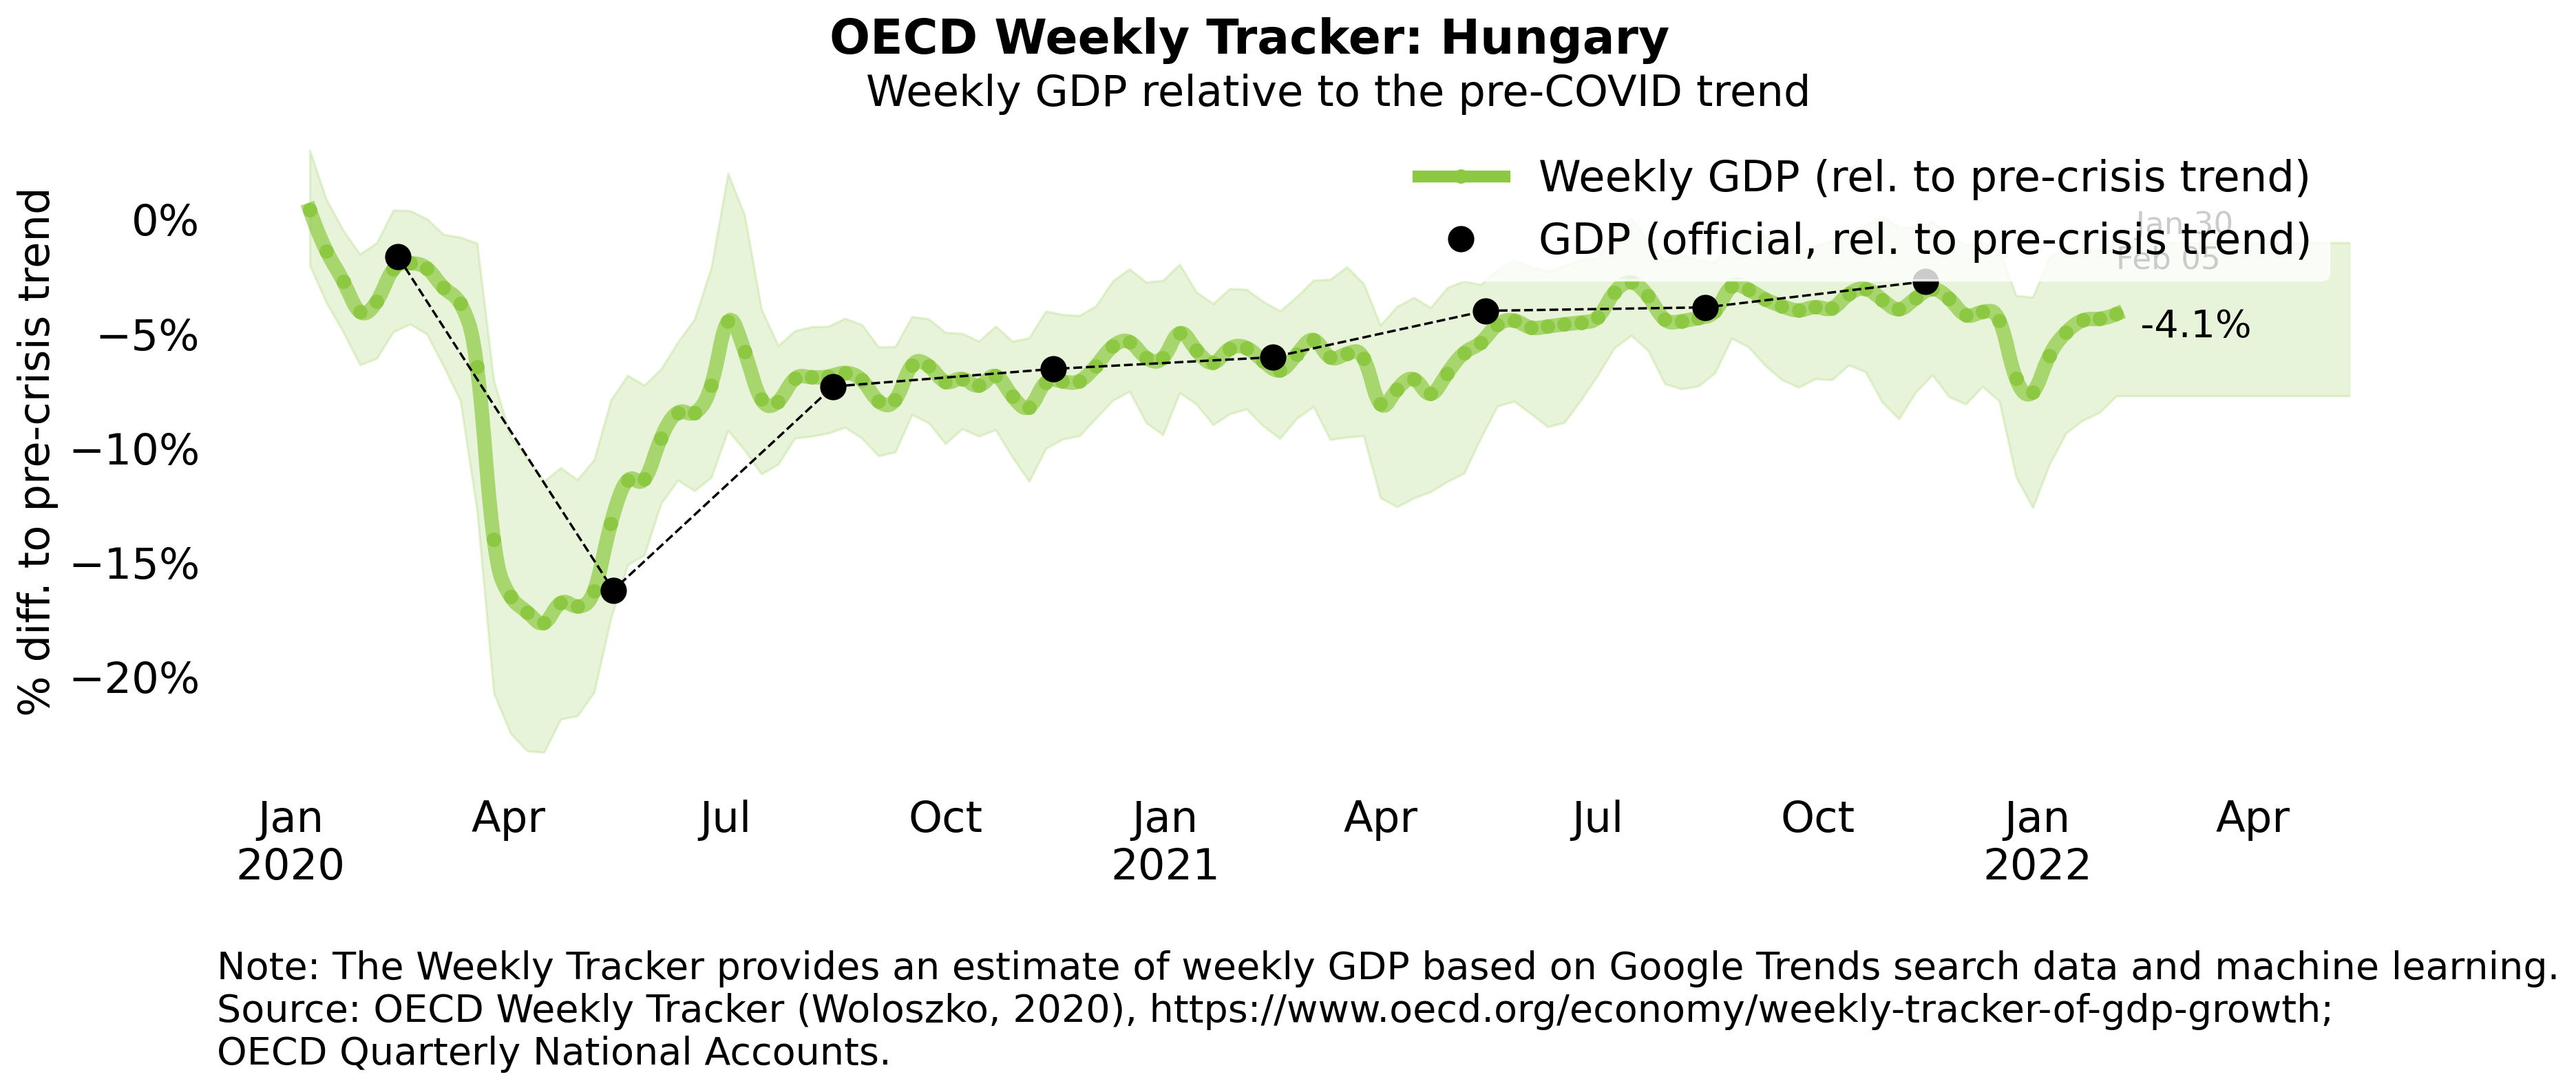 OECD Weekly Tracker: Hungary
Weekly GDP relative to the pre-COVID trend
% diff. to pre-crisis trend
0%
−5%
−10%
−15%
−20%
Weekly GDP (rel. to pre-crisis trend)
GDP (official, rel. to pre-crisis trend)
Jan 30
Feb 05
-4.1%
Jan Apr Jul Oct Jan Apr Jul Oct Jan Apr
2020 2021 2022
Note: The Weekly Tracker provides an estimate of weekly GDP based on Google Trends search data and machine learning.
Source: OECD Weekly Tracker (Woloszko, 2020), https://www.oecd.org/economy/weekly-tracker-of-gdp-growth;
OECD Quarterly National Accounts.